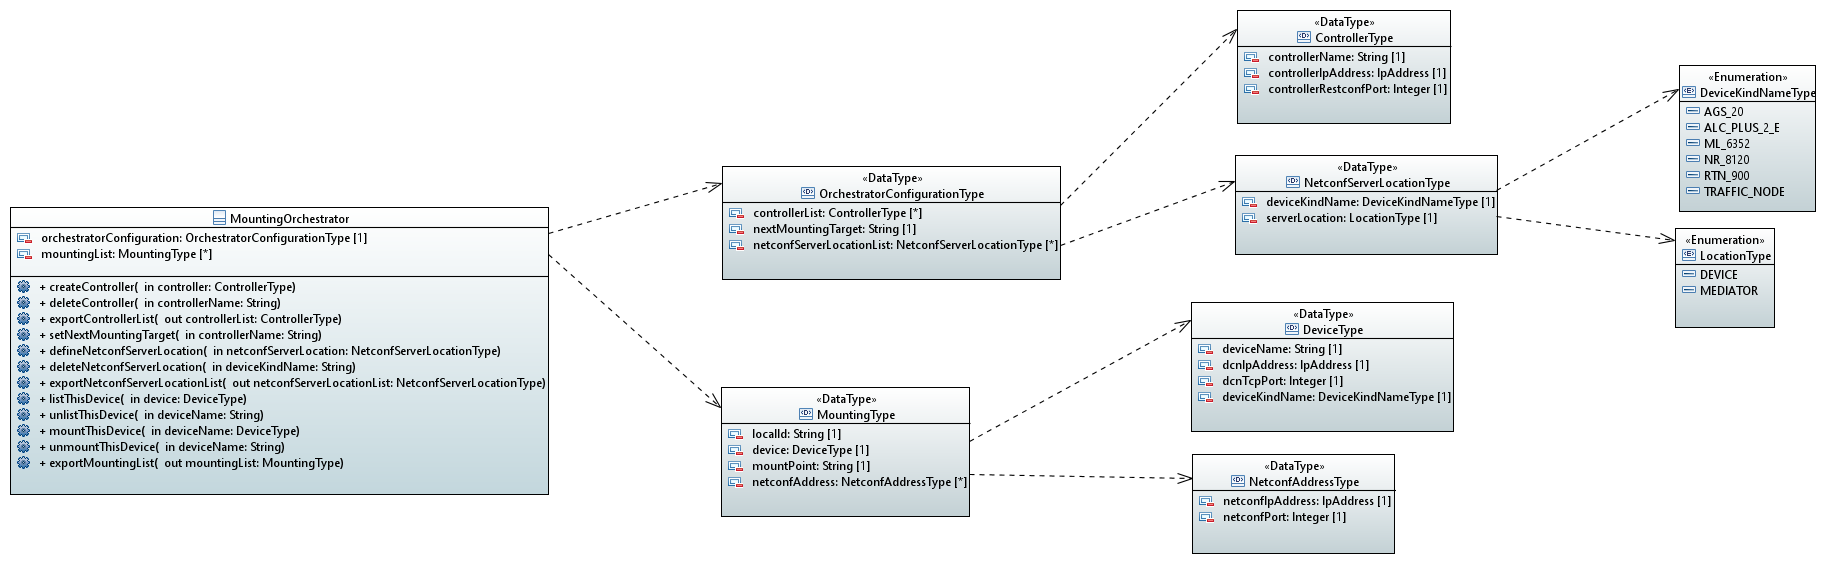 MountingOrchestrator
orchestratorConfiguration: OrchestratorConfigurationType [1]
mountingList: MountingType [*]
+ createController( in controller: ControllerType)
+ deleteController( in controllerName: String)
+ exportControllerList( out controllerList: ControllerType)
+ setNextMountingTarget( in controllerName: String)
+ defineNetconfServerLocation( in netconfServerLocation: NetconfServerLocationType)
+ deleteNetconfServerLocation( in deviceKindName: String)
+ exportNetconfServerLocationList( out netconfServerLocationList: NetconfServerLocationType)
+ listThisDevice( in device: DeviceType)
+ unlistThisDevice( in deviceName: String)
+ mountThisDevice( in deviceName: DeviceType)
+ unmountThisDevice( in deviceName: String)
+ exportMountingList( out mountingList: MountingType)
«DataType»
OrchestratorConfigurationType
controllerList: ControllerType [*]
nextMountingTarget: String [1]
netconfServerLocationList: NetconfServerLocationType [*]
«DataType»
MountingType
localId: String [1]
device: DeviceType [1]
mountPoint: String [1]
netconfAddress: NetconfAddressType [*]
«DataType»
ControllerType
controllerName: String [1]
controllerIpAddress: IpAddress [1]
controllerRestconfPort: Integer [1]
«DataType»
NetconfServerLocationType
deviceKindName: DeviceKindNameType [1]
serverLocation: LocationType [1]
«DataType»
DeviceType
deviceName: String [1]
dcnIpAddress: IpAddress [1]
dcnTcpPort: Integer [1]
deviceKindName: DeviceKindNameType [1]
«DataType»
NetconfAddressType
netconfIpAddress: IpAddress [1]
netconfPort: Integer [1]
«Enumeration»
DeviceKindNameType
AGS_20
ALC_PLUS_2_E
ML_6352
NR_8120
RTN_900
TRAFFIC_NODE
«Enumeration»
LocationType
DEVICE
MEDIATOR